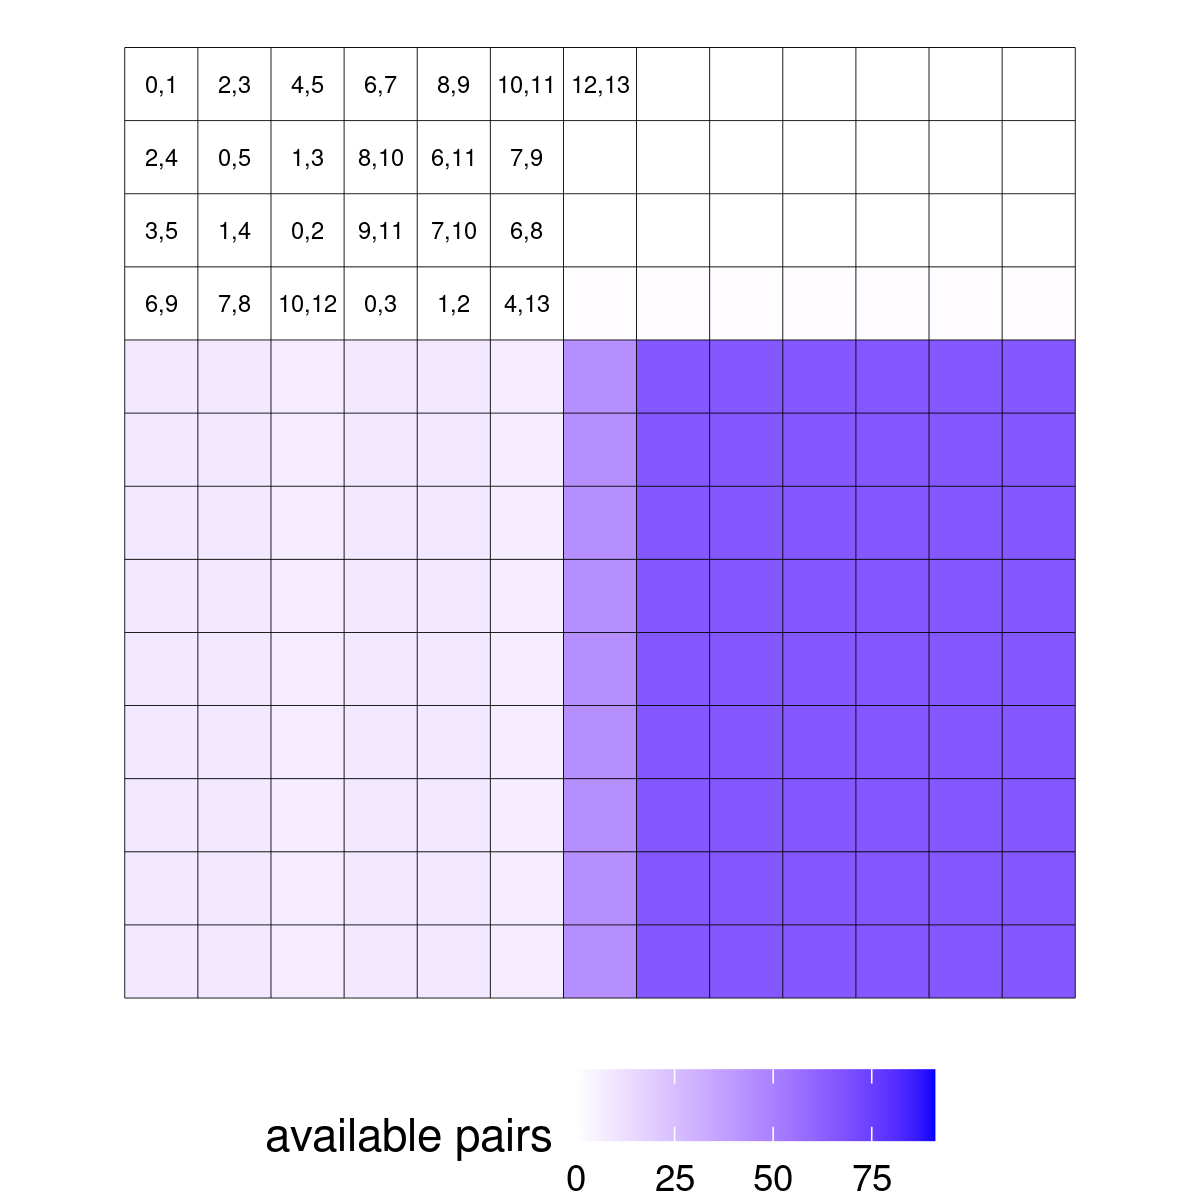 0,1 2,3 4,5 6,7 8,9 10,11 12,13
2,4 0,5 1,3 8,10 6,11 7,9
3,5 1,4 0,2 9,11 7,10 6,8
6,9 7,8 10,12 0,3 1,2 4,13
available pairs
0 25 50 75